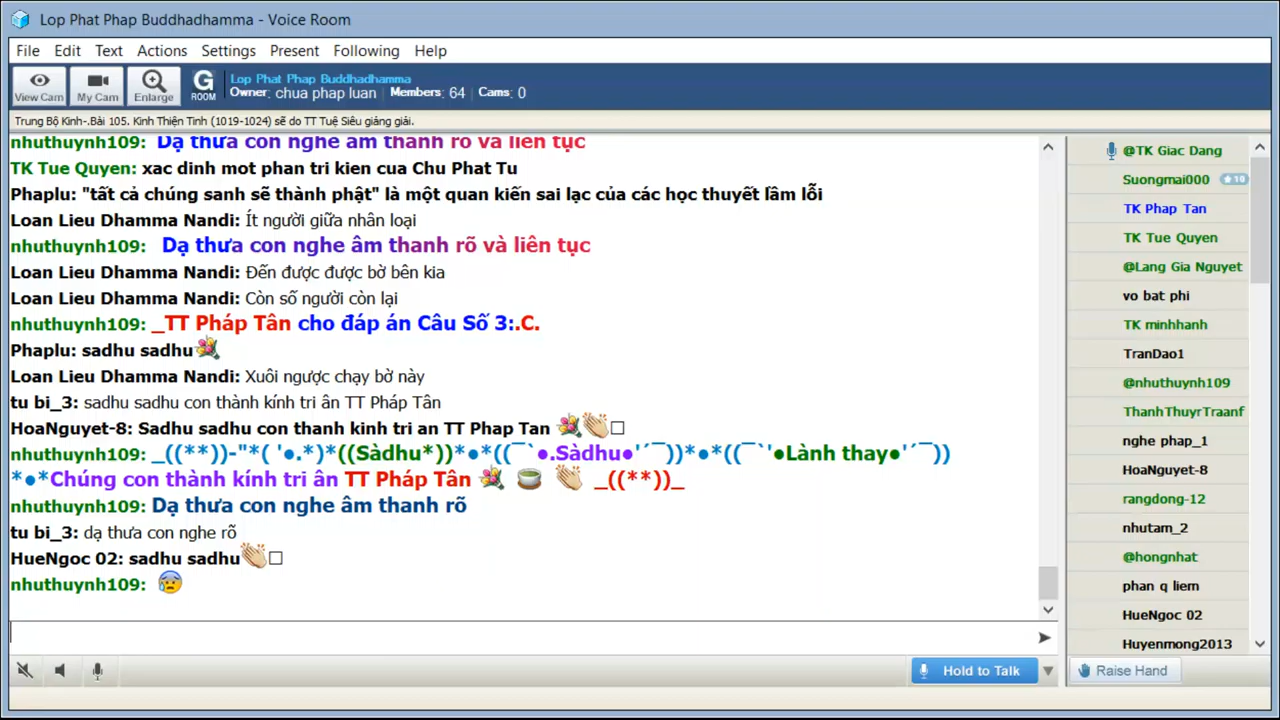 Lop Phat Phap Buddhadhamma - Voice Room
File Edit Text Actions Settings Present Following Help
View Cam My Cam Enlarge G ROOM
Lop Phat Phap Buddhadhamma
Owner: chua phap luan , Members: 64 , Cams: 0
Trung Bộ Kinh-.Bài 105. Kinh Thiện Tinh (1019-1024) sẽ do TT Tuệ Siêu giảng giải.
nhuthuynh109: Dạ thưa con nghe âm thanh rõ và liên tục
TK Tue Quyen: xac dinh mot phan tri kien cua Chu Phat Tu
Phaplu: "tất cả chúng sanh sẽ thành phật" là một quan kiến sai lạc của các học thuyết lầm lỗi
Loan Lieu Dhamma Nandi: Ít người giữa nhân loại
nhuthuynh109: Dạ thưa con nghe âm thanh rõ và liên tục
Loan Lieu Dhamma Nandi: Đến được được bờ bên kia
Loan Lieu Dhamma Nandi: Còn số người còn lại
nhuthuynh109: _TT Pháp Tân cho đáp án Câu Số 3:.C.
Phaplu: sadhu sadhu
Loan Lieu Dhamma Nandi: Xuôi ngược chạy bờ này
tu bi_3: sadhu sadhu con thành kính tri ân TT Pháp Tân
HoaNguyet-8: Sadhu sadhu con thanh kinh tri an TT Phap Tan
nhuthuynh109: _((**))-"*( '●.*)*((Sàdhu*))*●*((¯`●.Sàdhu●'´¯))*●*((¯`'●Lành thay●'´¯))
*●*Chúng con thành kính tri ân TT Pháp Tân _((**))_
nhuthuynh109: Dạ thưa con nghe âm thanh rõ
tu bi_3: dạ thưa con nghe rõ
HueNgoc 02: sadhu sadhu
nhuthuynh109:
Hold to Talk
@TK Giac Dang
Suongmai000 ★10
TK Phap Tan
TK Tue Quyen
@Lang Gia Nguyet
vo bat phi
TK minhhanh
TranDao1
@nhuthuynh109
ThanhThuyrTraanf
nghe phap_1
HoaNguyet-8
rangdong-12
nhutam_2
@hongnhat
phan q liem
HueNgoc 02
Huyenmong2013
Raise Hand